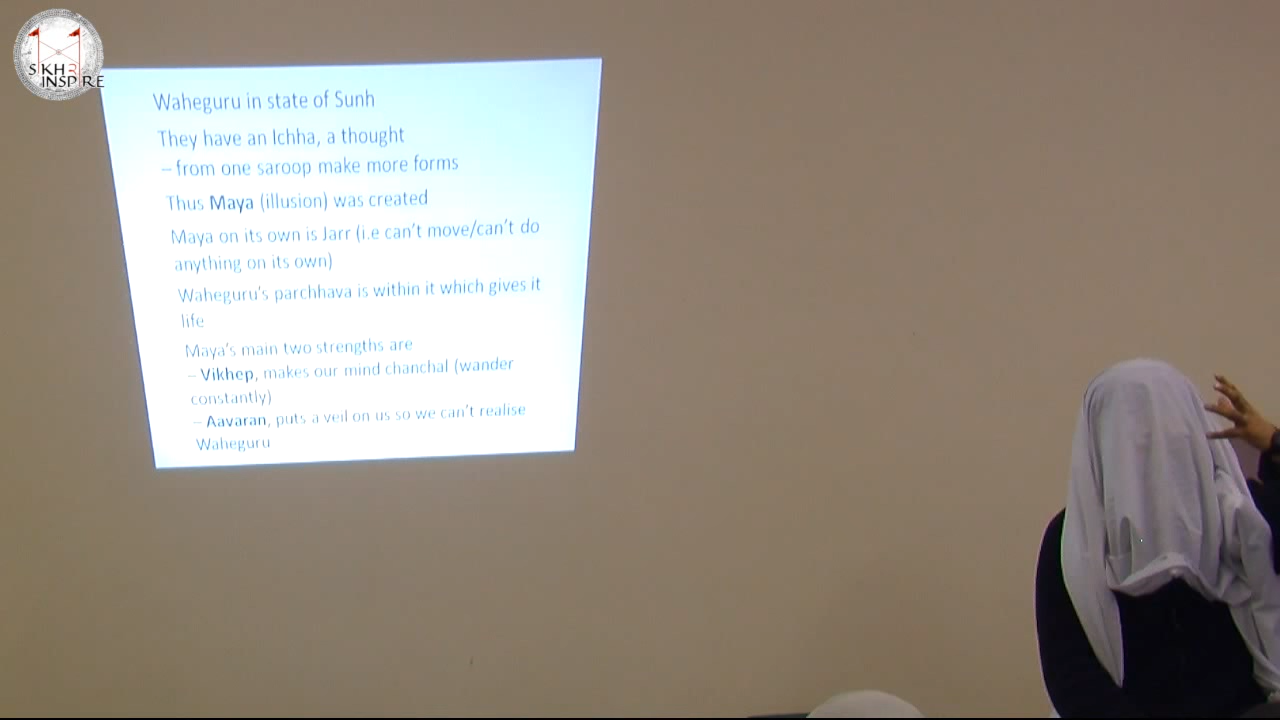 SIKH
INSPIRE
Waheguru in state of Sunh
They have an Ichha, a thought
– from one saroop make more forms
Thus Maya (illusion) was created
Maya on its own is Jarr (i.e can't move/can't do
anything on its own)
Waheguru's parchhava is within it which gives it
life
Maya's main two strengths are
– Vikhep, makes our mind chanchal (wander
constantly)
– Aavaran, puts a veil on us so we can't realise
Waheguru